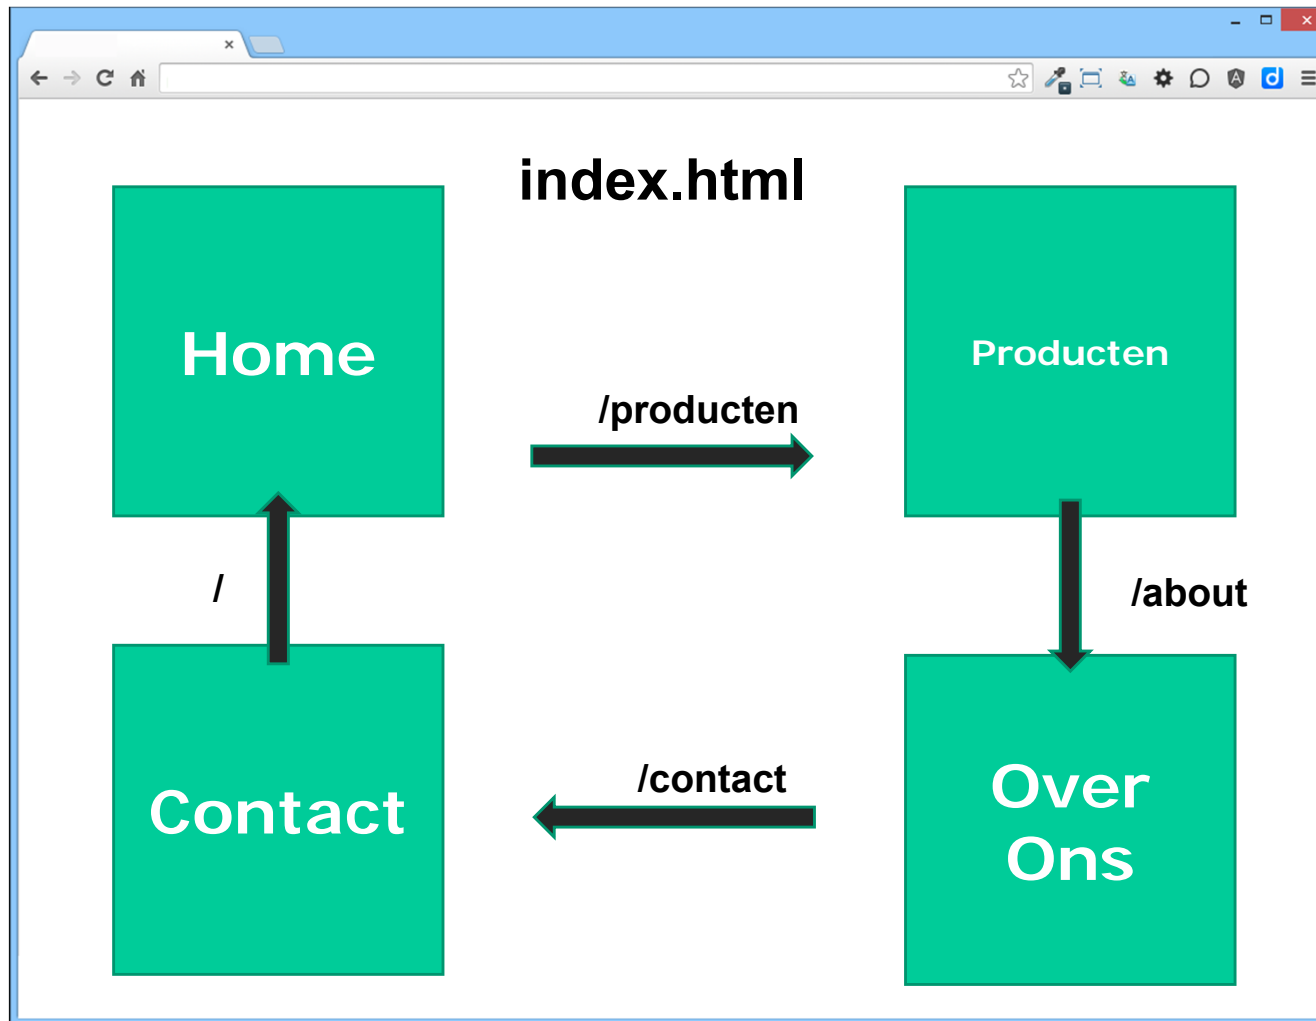 index.html
Home
Producten
/producten
/
/about
/contact
Contact
Over
Ons